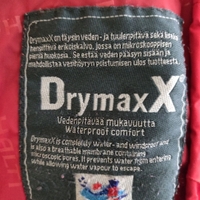 DrymaxX on täysin veden- ja tuulenpitävä sekä lisäksi
hengittävä erikoiskalvo, jossa on mikroskooppisen
pieniä huokosia. Se estää veden pääsyn sisään ja
mahdollistaa vesihöyryn poistumisen ulos tuotteesta.
DrymaxX
Vedenpitävää mukavuutta
Waterproof comfort
DrymaxX is completely water- and windproof and
is also a breathable membrane containing
microscopic pores. It prevents water from entering
while allowing water vapour to escape.